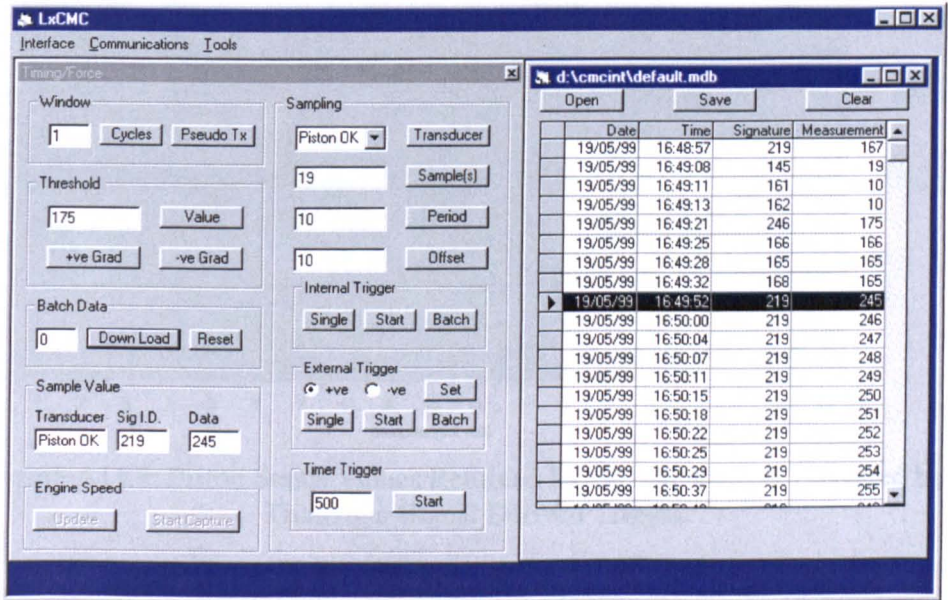 LxCMC
Interface Communications Tools
Timing/Force
Window
1 Cycles Pseudo Tx
Threshold
175 Value
+ve Grad -ve Grad
Batch Data
0 Down Load Reset
Sample Value
Transducer Sig I.D. Data
Piston OK 219 245
Engine Speed
Update Start Capture
Sampling
Piston OK Transducer
19 Sample(s)
10 Period
10 Offset
Internal Trigger
Single Start Batch
External Trigger
+ve -ve Set
Single Start Batch
Timer Trigger
500 Start
d:\cmcint\default.mdb
Open Save Clear
Date Time Signature Measurement
19/05/99 16:48:57 219 167
19/05/99 16:49:08 145 19
19/05/99 16:49:11 161 10
19/05/99 16:49:13 162 10
19/05/99 16:49:21 246 175
19/05/99 16:49:25 166 166
19/05/99 16:49:28 165 165
19/05/99 16:49:32 168 165
19/05/99 16:49:52 219 245
19/05/99 16:50:00 219 246
19/05/99 16:50:04 219 247
19/05/99 16:50:07 219 248
19/05/99 16:50:11 219 249
19/05/99 16:50:15 219 250
19/05/99 16:50:18 219 251
19/05/99 16:50:22 219 252
19/05/99 16:50:25 219 253
19/05/99 16:50:29 219 254
19/05/99 16:50:37 219 255